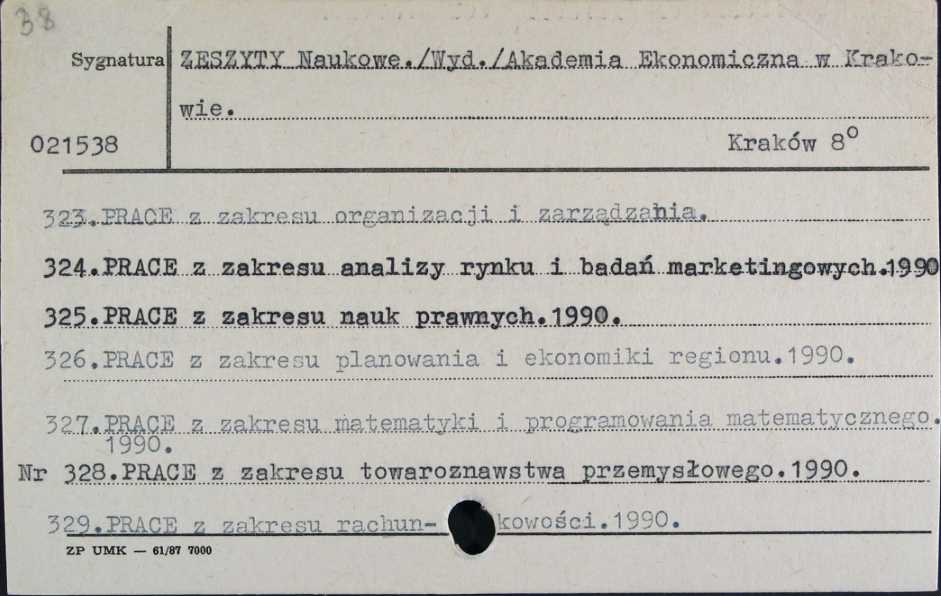 38
Sygnatura ZESZYTY Naukowe./Wyd./Akademia Ekonomiczna w Krako-
wie.
021538 Kraków 8°
323.PRACE z zakresu organizacji i zarządzania.
324.PRACE z zakresu analizy rynku i badań marketingowych.1990
325.PRACE z zakresu nauk prawnych.1990.
326.PRACE z zakresu planowania i ekonomiki regionu.1990.
327.PRACE z zakresu matematyki i programowania matematycznego.
1990.
Nr 328.PRACE z zakresu towaroznawstwa przemysłowego.1990.
329.PRACE z zakresu rachun- kowości.1990.
ZP UMK — 61/87 7000